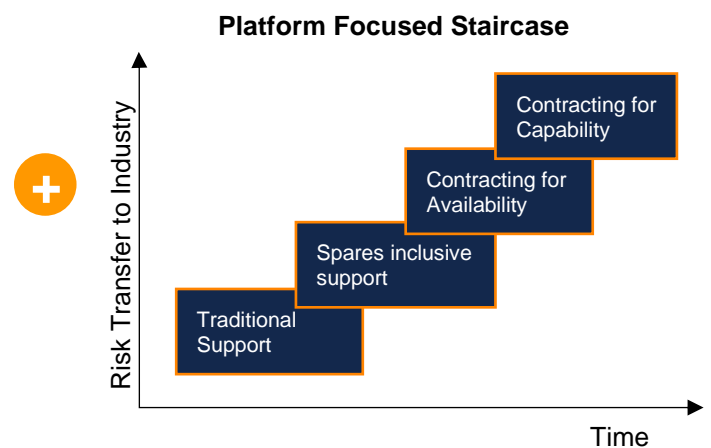 Platform Focused Staircase
Risk Transfer to Industry
+
Contracting for
Capability
Contracting for
Availability
Spares inclusive
support
Traditional
Support
Time